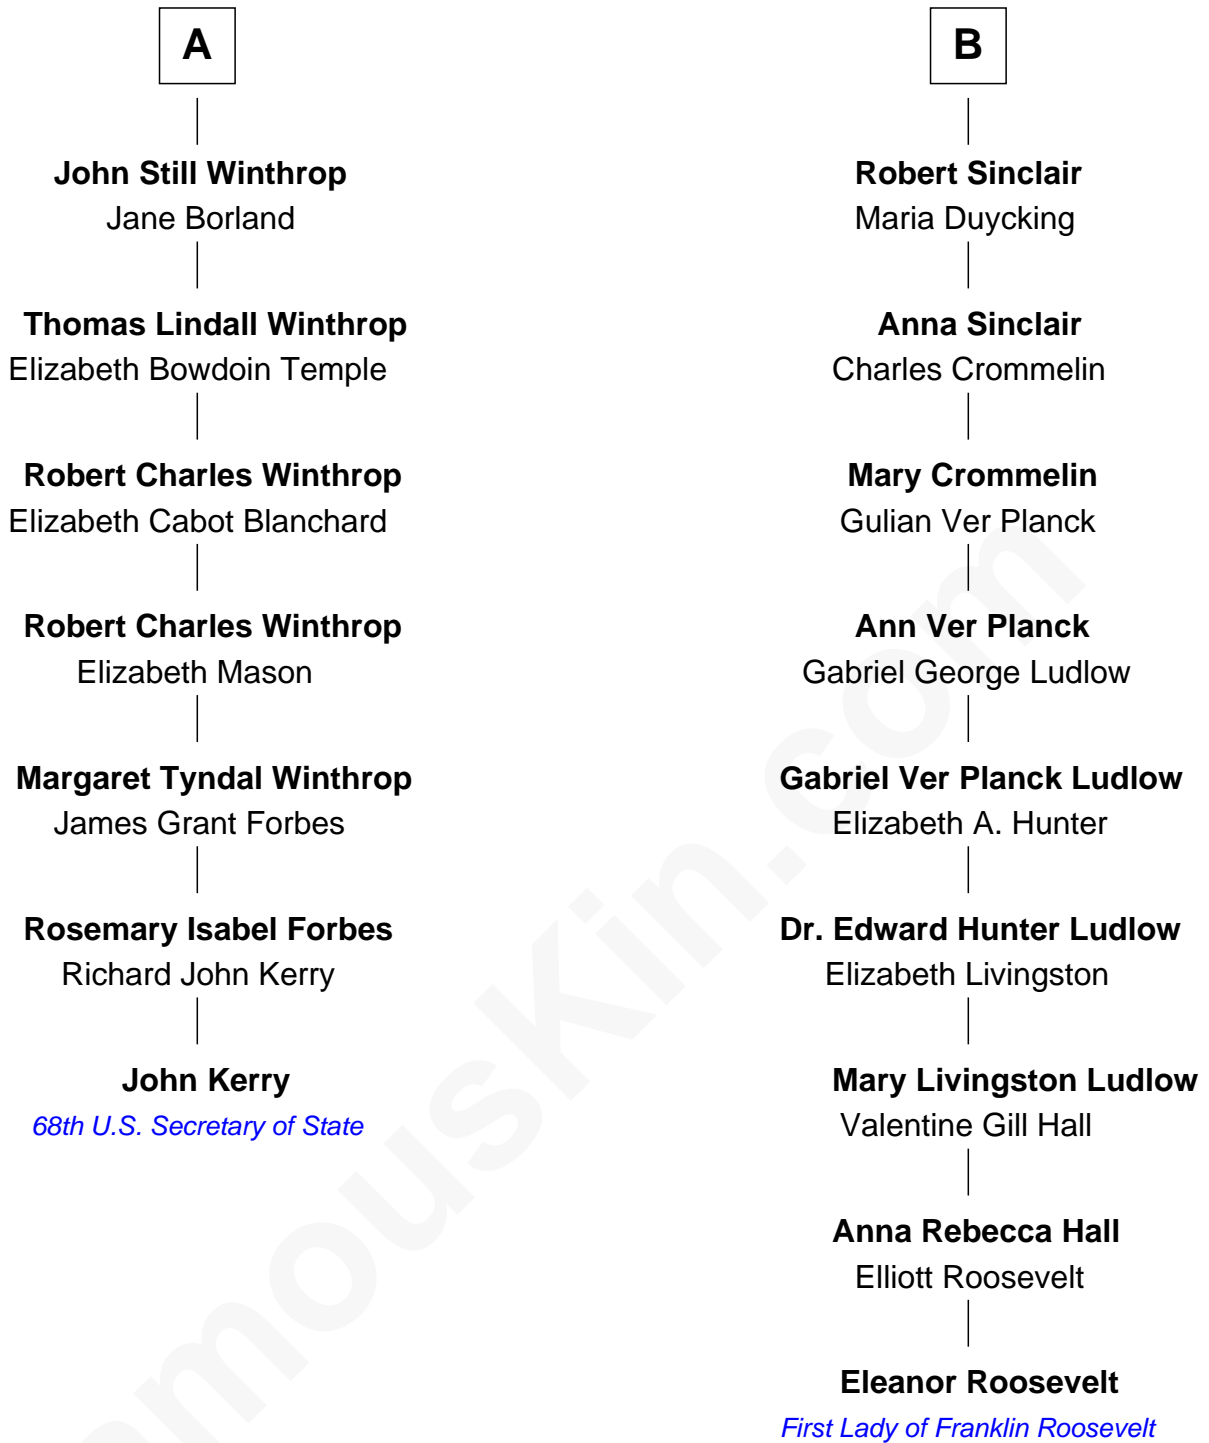 A
John Still Winthrop
Jane Borland
Thomas Lindall Winthrop
Elizabeth Bowdoin Temple
Robert Charles Winthrop
Elizabeth Cabot Blanchard
Robert Charles Winthrop
Elizabeth Mason
Margaret Tyndal Winthrop
James Grant Forbes
Rosemary Isabel Forbes
Richard John Kerry
John Kerry
68th U.S. Secretary of State
B
Robert Sinclair
Maria Duycking
Anna Sinclair
Charles Crommelin
Mary Crommelin
Gulian Ver Planck
Ann Ver Planck
Gabriel George Ludlow
Gabriel Ver Planck Ludlow
Elizabeth A. Hunter
Dr. Edward Hunter Ludlow
Elizabeth Livingston
Mary Livingston Ludlow
Valentine Gill Hall
Anna Rebecca Hall
Elliott Roosevelt
Eleanor Roosevelt
First Lady of Franklin Roosevelt
amousKin.com